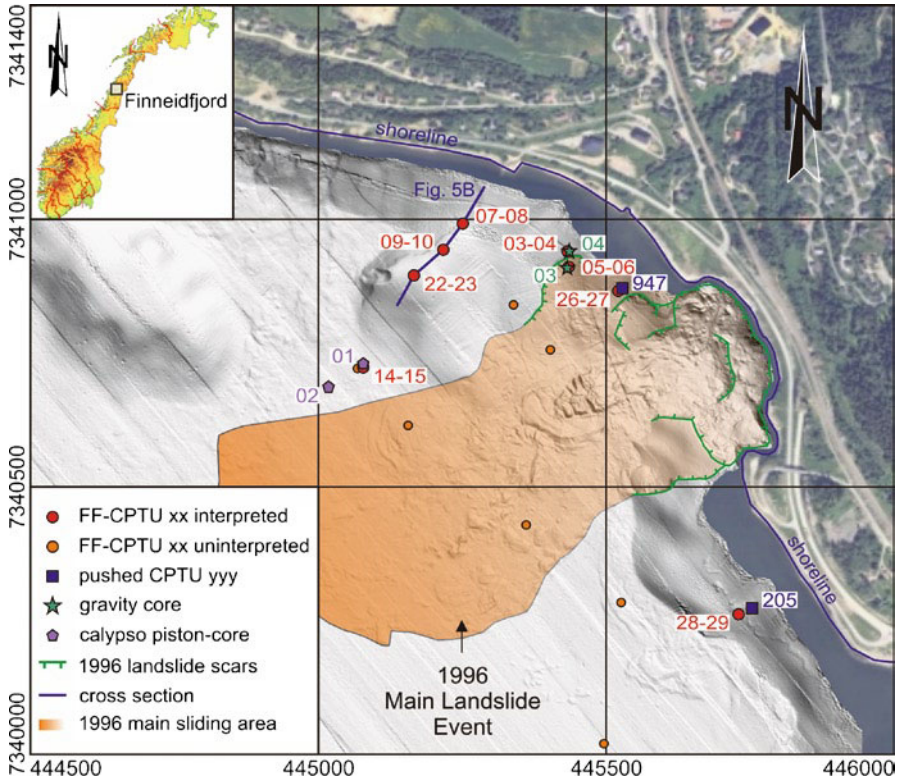 7341400
7341000
7340500
7340000
N
Finneidfjord
N
shoreline
Fig. 5B
07-08
09-10
03-04
04
22-23
03
05-06
26-27
947
01
14-15
02
FF-CPTU xx interpreted
FF-CPTU xx uninterpreted
pushed CPTU yyy
gravity core
calypso piston-core
1996 landslide scars
cross section
1996 main sliding area
shoreline
205
28-29
1996
Main Landslide
Event
444500
445000
445500
446000